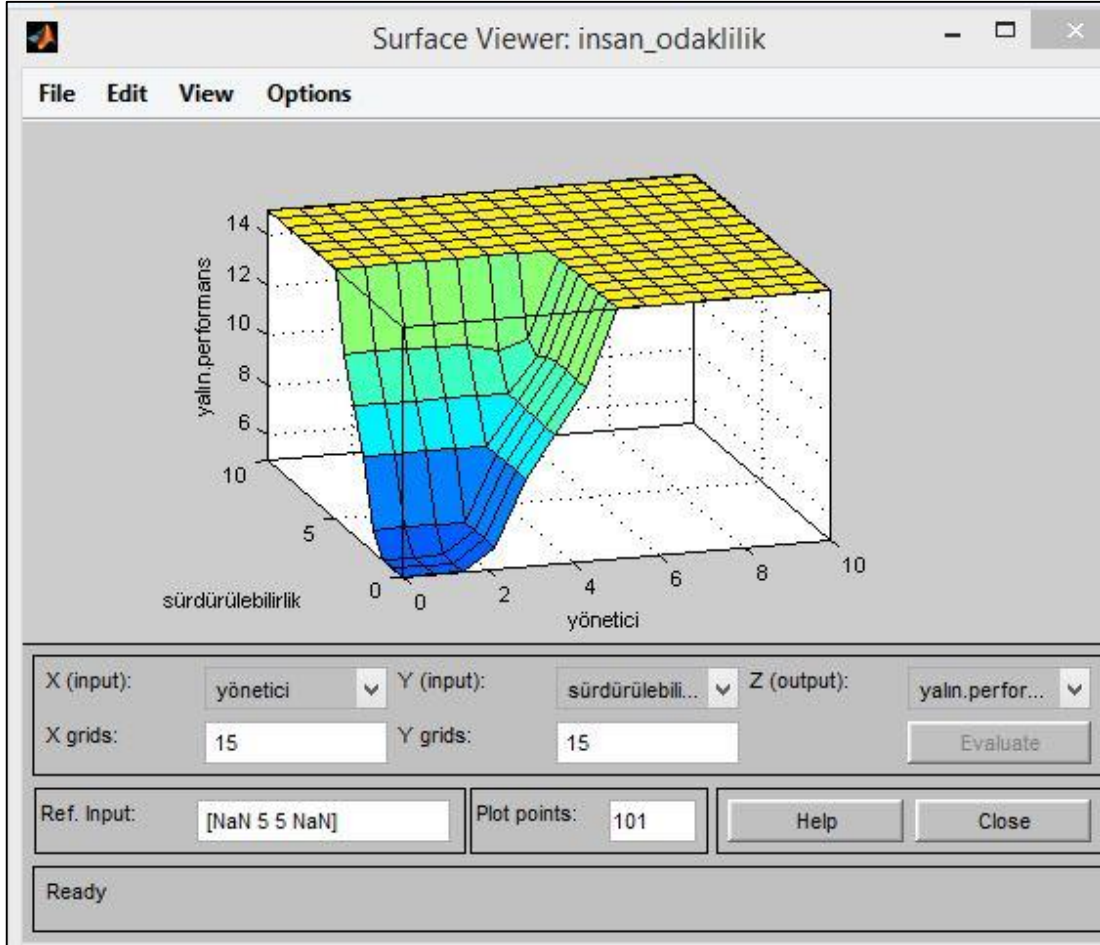 Surface Viewer: insan_odaklilik
File Edit View Options
14
12
10
8
6
yalın.performans
10
5
0
sürdürülebilirlik
0
2
4
6
8
10
yönetici
X (input): yönetici Y (input): sürdürülebili... Z (output): yalın.perfor...
X grids: 15 Y grids: 15 Evaluate
Ref. Input: [NaN 5 5 NaN] Plot points: 101 Help Close
Ready